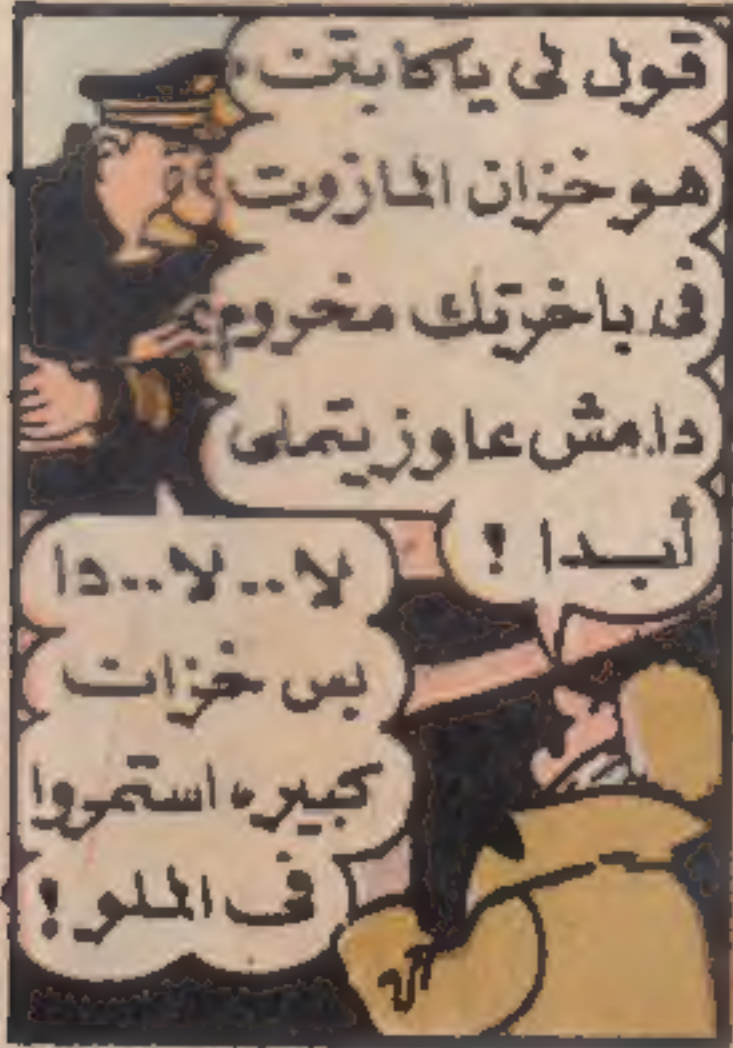 قول لى ياكابتن،
هو خزان المازوت
فى باخرتك مخروم
دا مش عاوز يتملى
أبدا !
لا..لا..دا
بس خزان
كبير، استمروا
ف الملو !